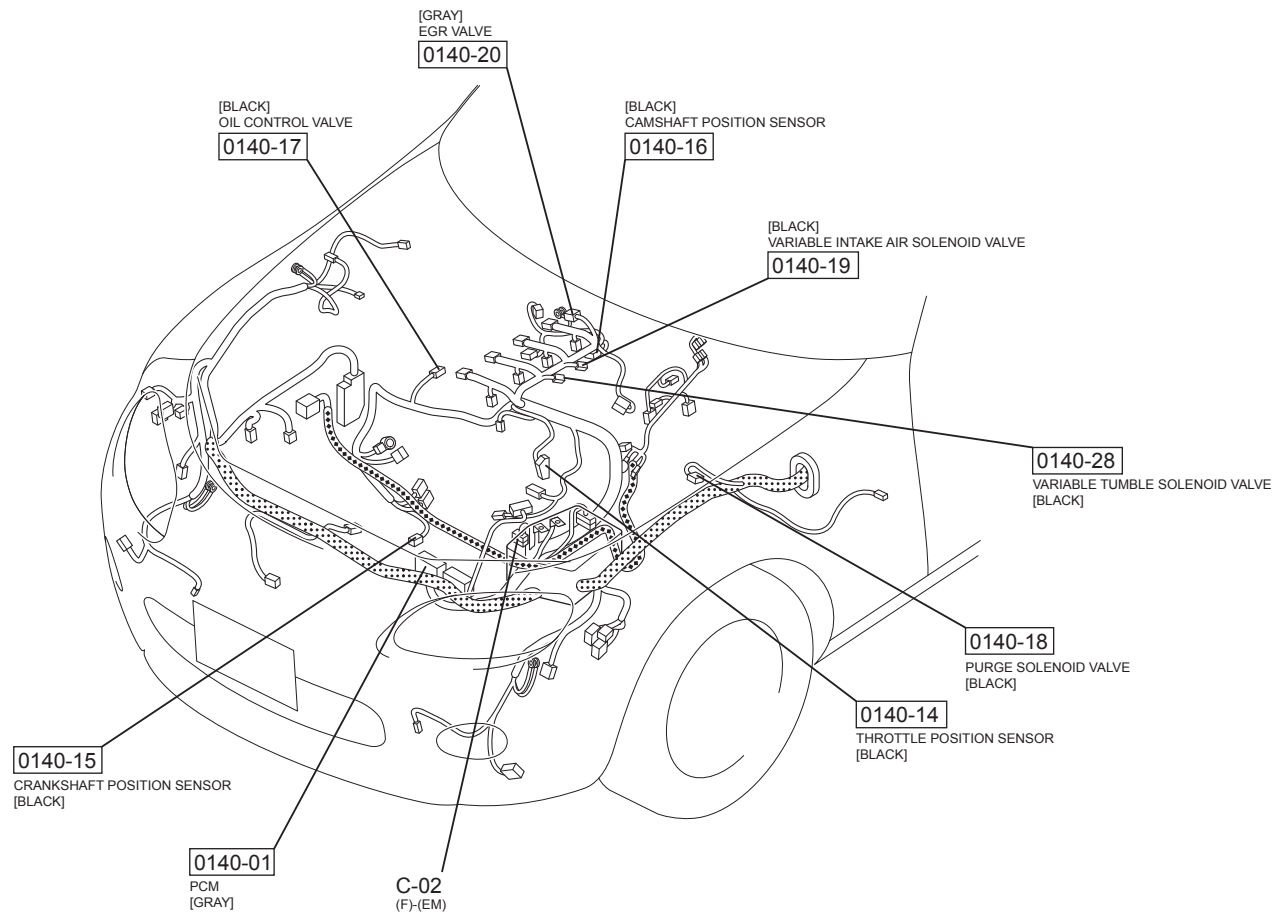 [GRAY]
EGR VALVE
0140-20
[BLACK]
OIL CONTROL VALVE
0140-17
[BLACK]
CAMSHAFT POSITION SENSOR
0140-16
[BLACK]
VARIABLE INTAKE AIR SOLENOID VALVE
0140-19
0140-28
VARIABLE TUMBLE SOLENOID VALVE
[BLACK]
0140-18
PURGE SOLENOID VALVE
[BLACK]
0140-14
THROTTLE POSITION SENSOR
[BLACK]
0140-15
CRANKSHAFT POSITION SENSOR
[BLACK]
0140-01
PCM
[GRAY]
C-02
(F)-(EM)